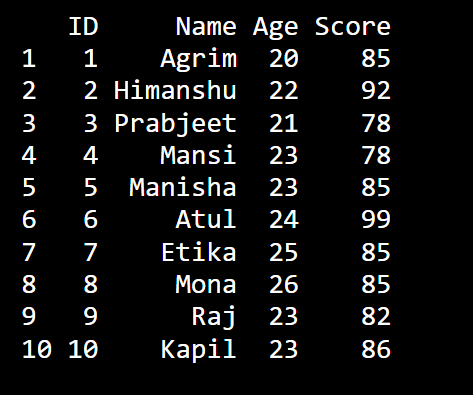 ID Name Age Score
1 1 Agrim 20 85
2 2 Himanshu 22 92
3 3 Prabjeet 21 78
4 4 Mansi 23 78
5 5 Manisha 23 85
6 6 Atul 24 99
7 7 Etika 25 85
8 8 Mona 26 85
9 9 Raj 23 82
10 10 Kapil 23 86